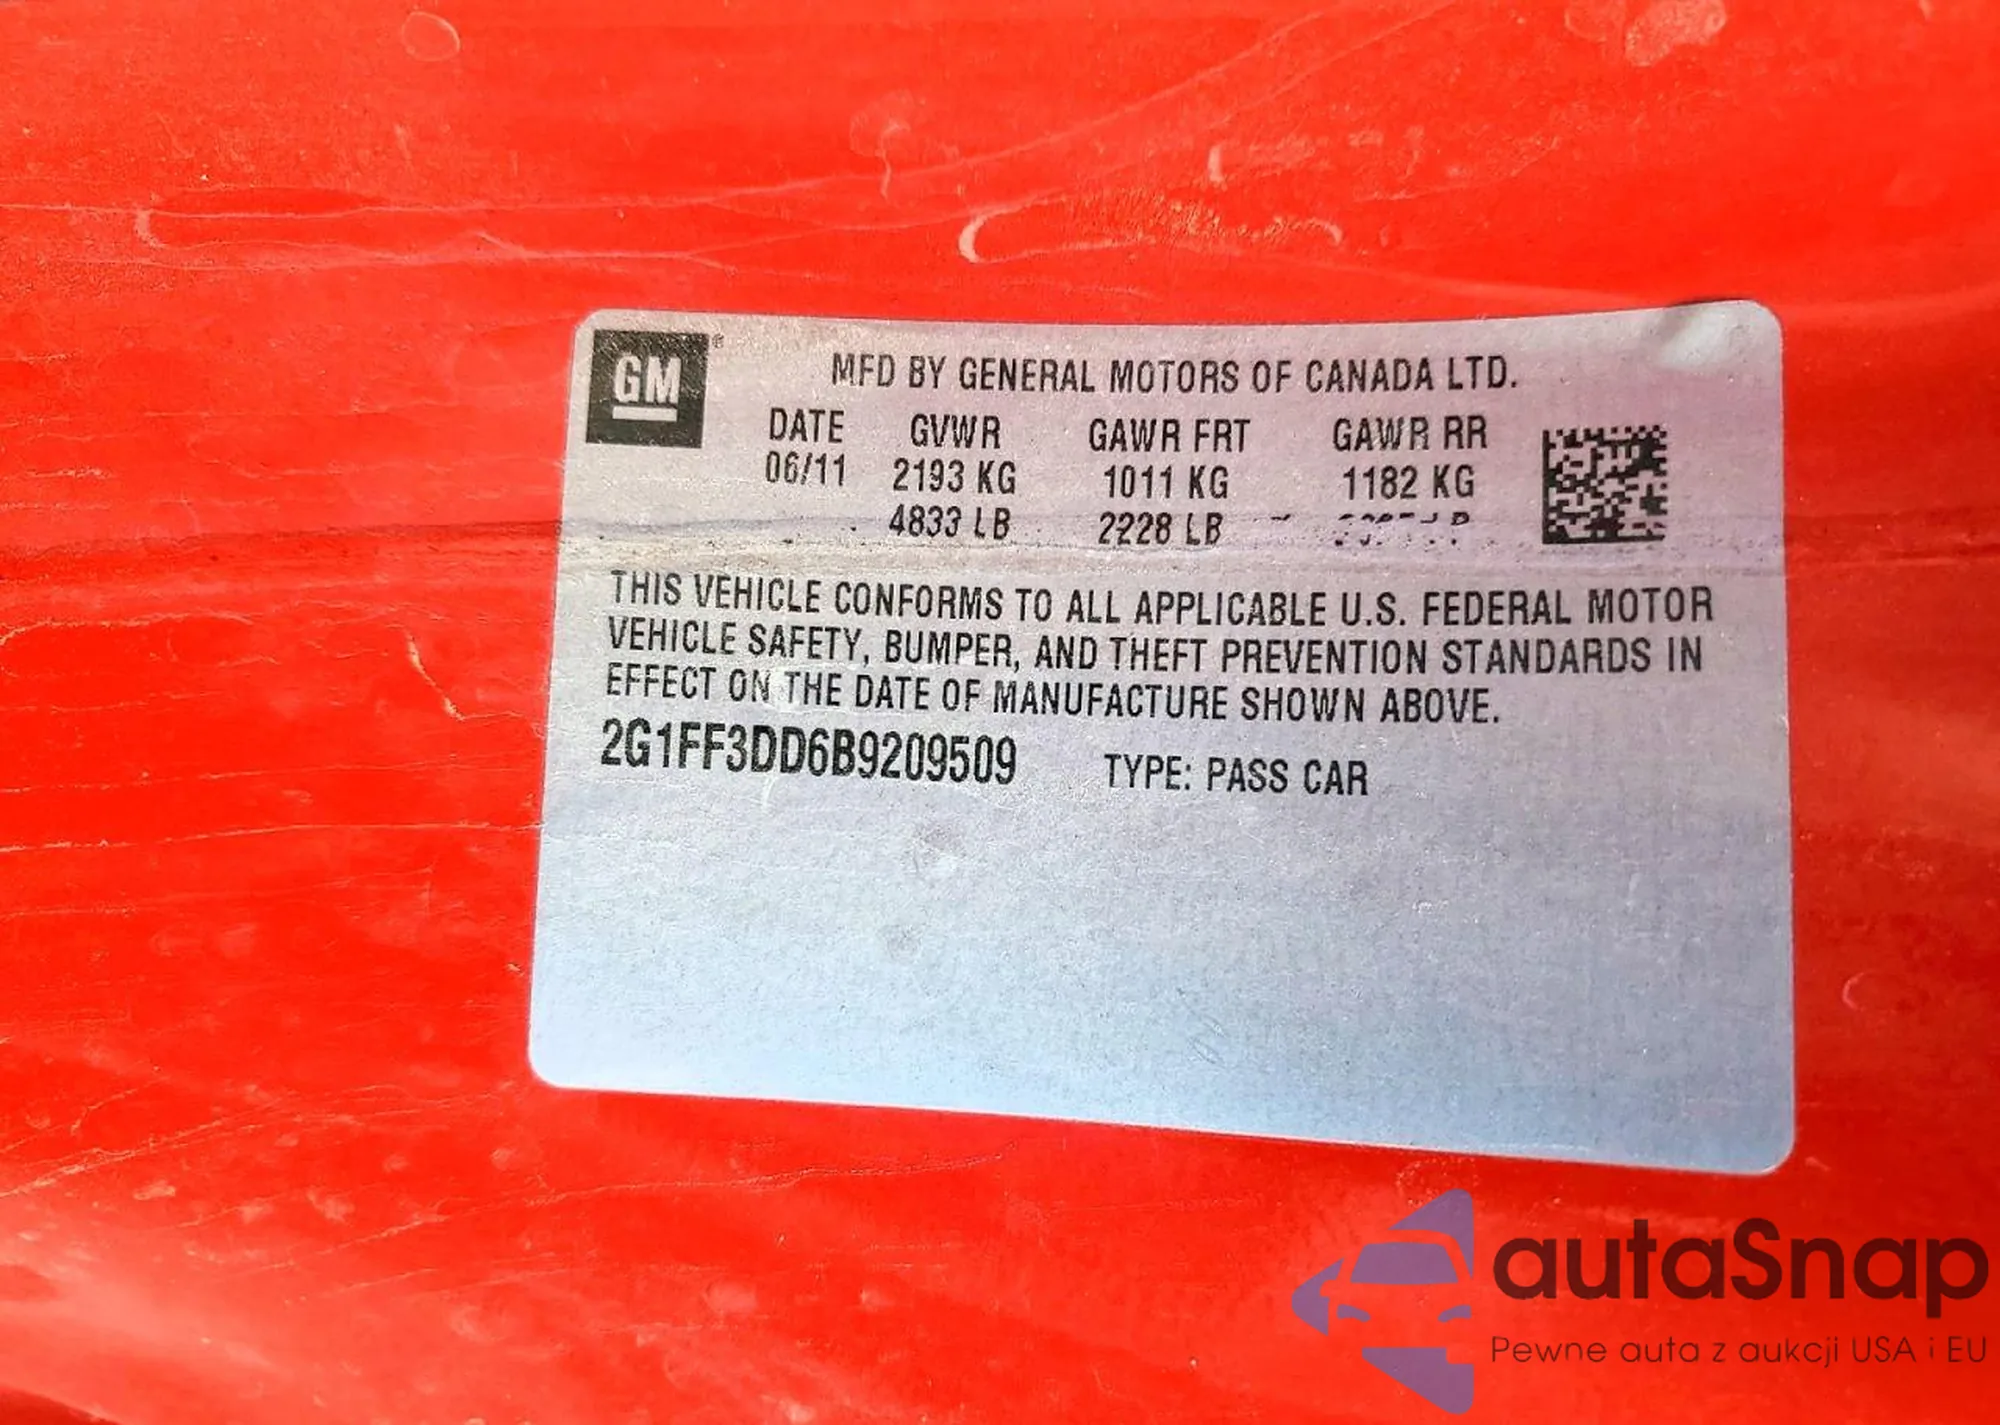 GM
MFD BY GENERAL MOTORS OF CANADA LTD.
DATE GVWR GAWR FRT GAWR RR
06/11 2193 KG 1011 KG 1182 KG
4833 LB 2228 LB
THIS VEHICLE CONFORMS TO ALL APPLICABLE U.S. FEDERAL MOTOR
VEHICLE SAFETY, BUMPER, AND THEFT PREVENTION STANDARDS IN
EFFECT ON THE DATE OF MANUFACTURE SHOWN ABOVE.
2G1FF3DD6B9209509 TYPE: PASS CAR
autaSnap
Pewne auta z aukcji USA i EU